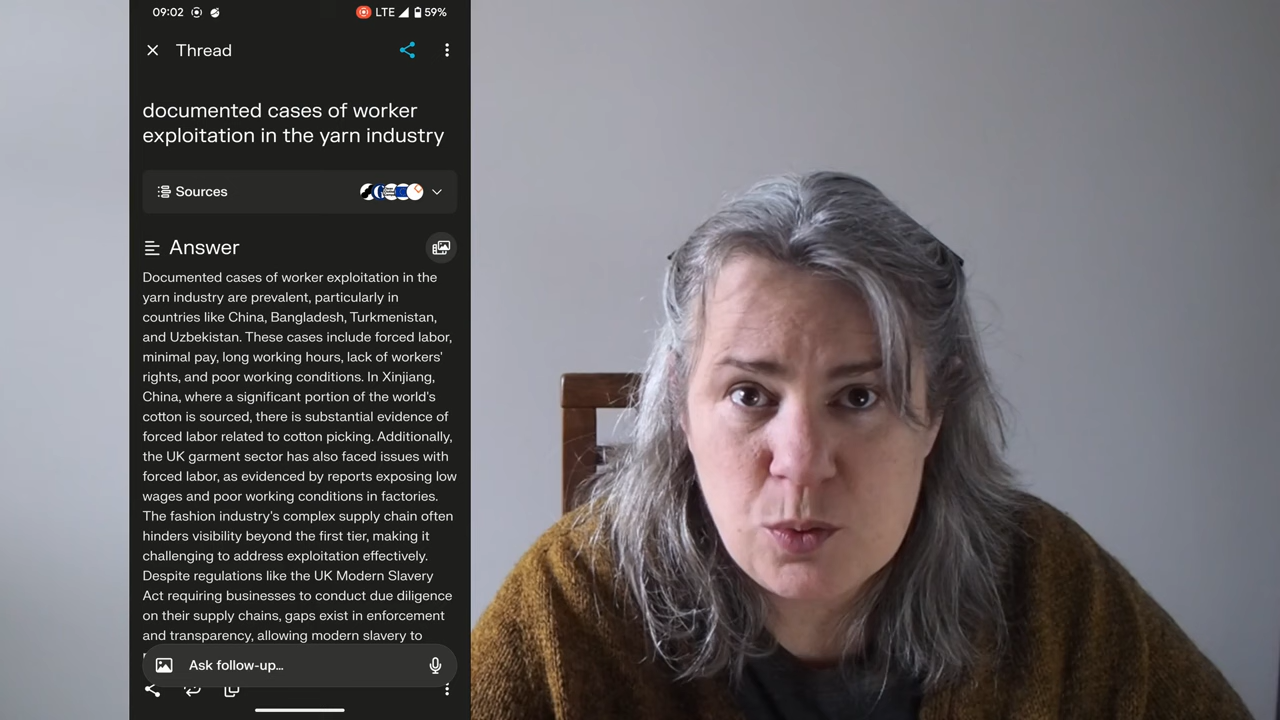 09:02
LTE
59%
Thread
documented cases of worker
exploitation in the yarn industry
Sources
Answer
Documented cases of worker exploitation in the
yarn industry are prevalent, particularly in
countries like China, Bangladesh, Turkmenistan,
and Uzbekistan. These cases include forced labor,
minimal pay, long working hours, lack of workers'
rights, and poor working conditions. In Xinjiang,
China, where a significant portion of the world's
cotton is sourced, there is substantial evidence of
forced labor related to cotton picking. Additionally,
the UK garment sector has also faced issues with
forced labor, as evidenced by reports exposing low
wages and poor working conditions in factories.
The fashion industry's complex supply chain often
hinders visibility beyond the first tier, making it
challenging to address exploitation effectively.
Despite regulations like the UK Modern Slavery
Act requiring businesses to conduct due diligence
on their supply chains, gaps exist in enforcement
and transparency, allowing modern slavery to
Ask follow-up...